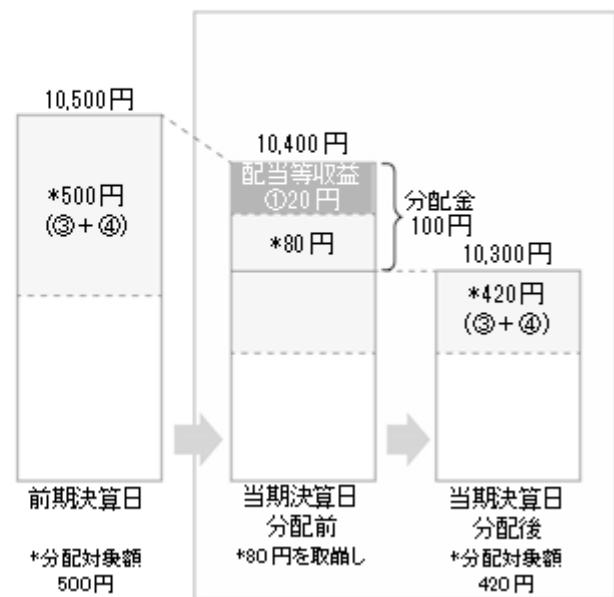 10,500円
*500円
(③+④)
前期決算日
*分配対象額
500円
10,400円
配当等収益
①20円
*80円
分配金
100円
当期決算日
分配前
*80円を取崩し
10,300円
*420円
(③+④)
当期決算日
分配後
*分配対象額
420円